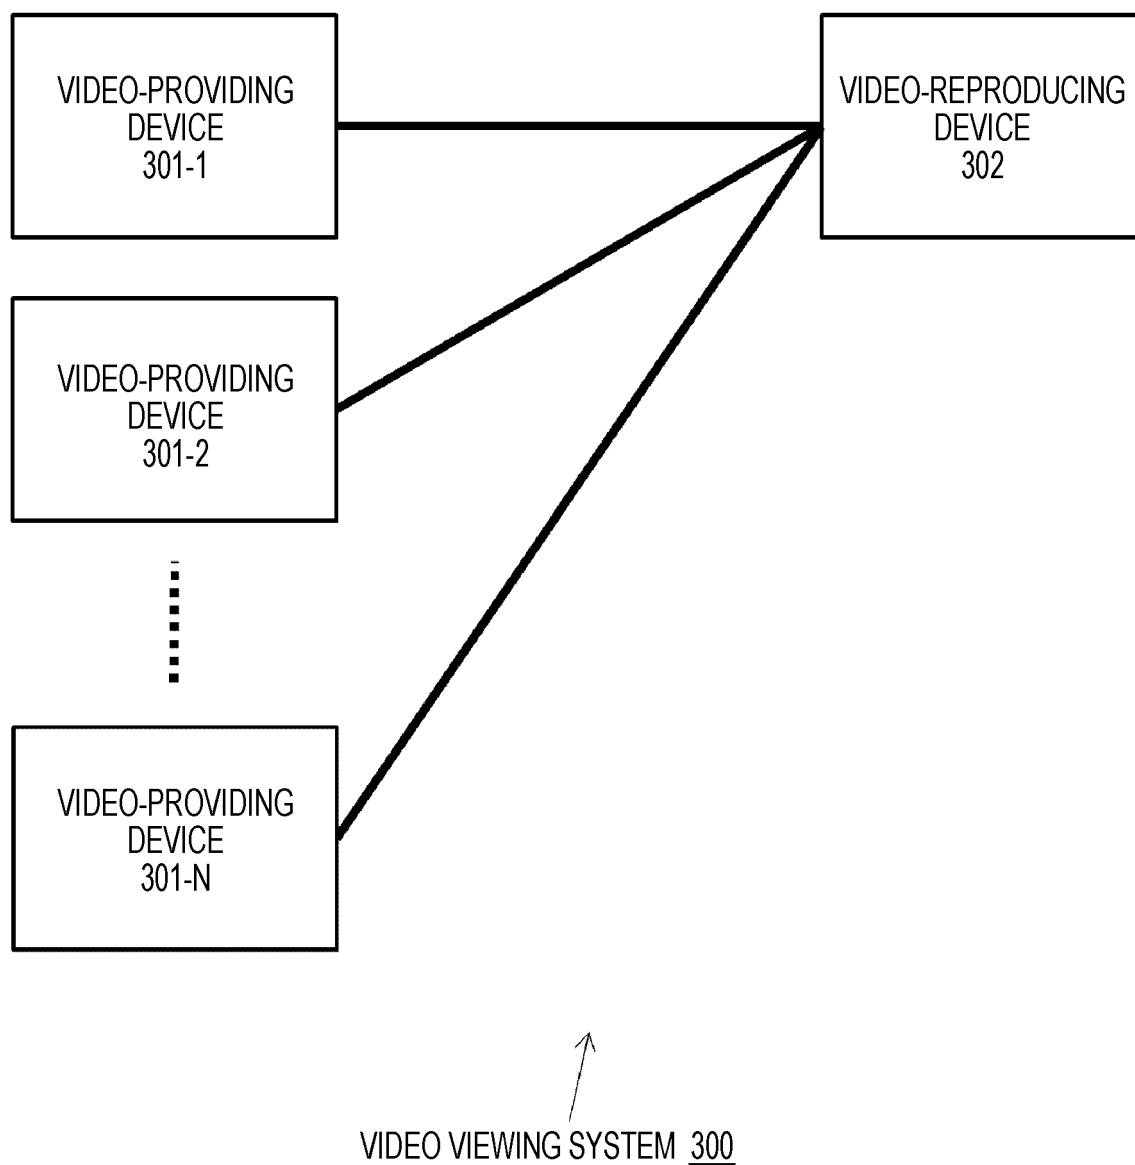 VIDEO-PROVIDING
DEVICE
301-1
VIDEO-REPRODUCING
DEVICE
302
VIDEO-PROVIDING
DEVICE
301-2
VIDEO-PROVIDING
DEVICE
301-N
VIDEO VIEWING SYSTEM 300